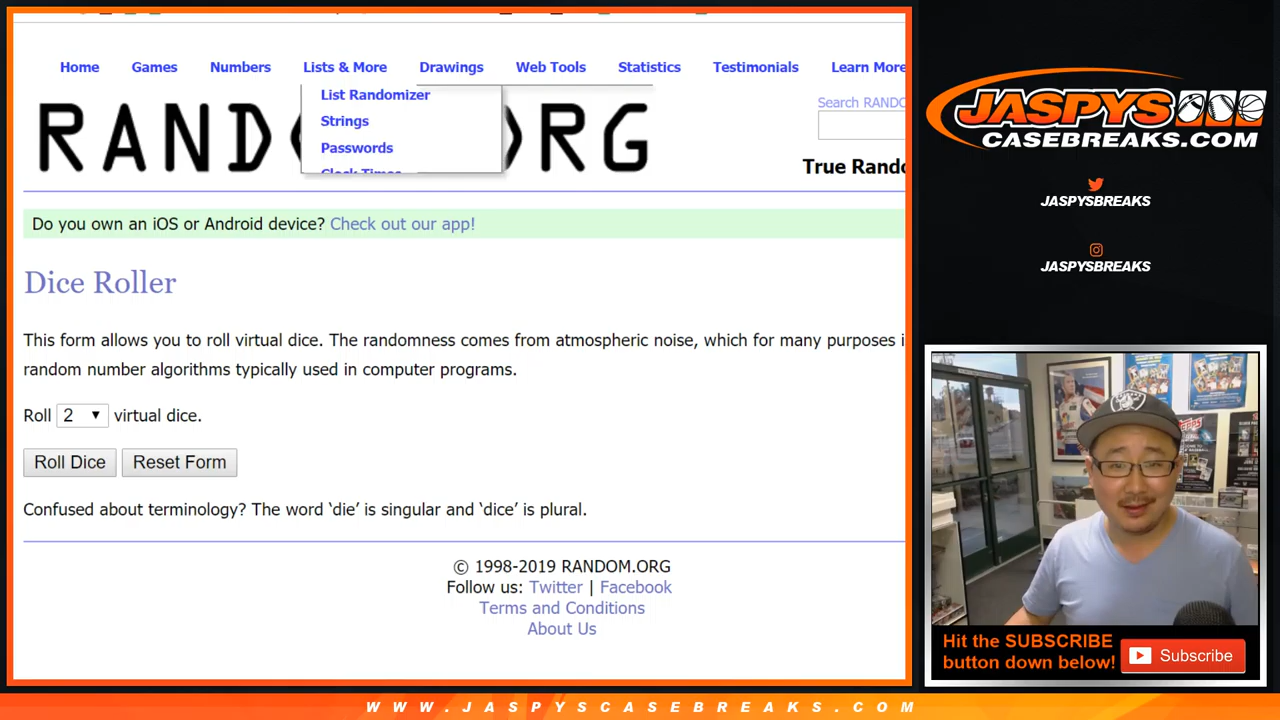 Home Games Numbers Lists & More Drawings Web Tools Statistics Testimonials Learn More
List Randomizer
Strings
Passwords
Clock Times
RAND ORG
Search RANDO
True Rando
Do you own an iOS or Android device? Check out our app!
Dice Roller
This form allows you to roll virtual dice. The randomness comes from atmospheric noise, which for many purposes i
random number algorithms typically used in computer programs.
Roll 2 virtual dice.
Roll Dice Reset Form
Confused about terminology? The word ‘die’ is singular and ‘dice’ is plural.
© 1998-2019 RANDOM.ORG
Follow us: Twitter | Facebook
Terms and Conditions
About Us
JASPYS
CASEBREAKS.COM
JASPYSBREAKS
JASPYSBREAKS
Hit the SUBSCRIBE
button down below!
Subscribe
WWW.JASPYSCASEBREAKS.COM